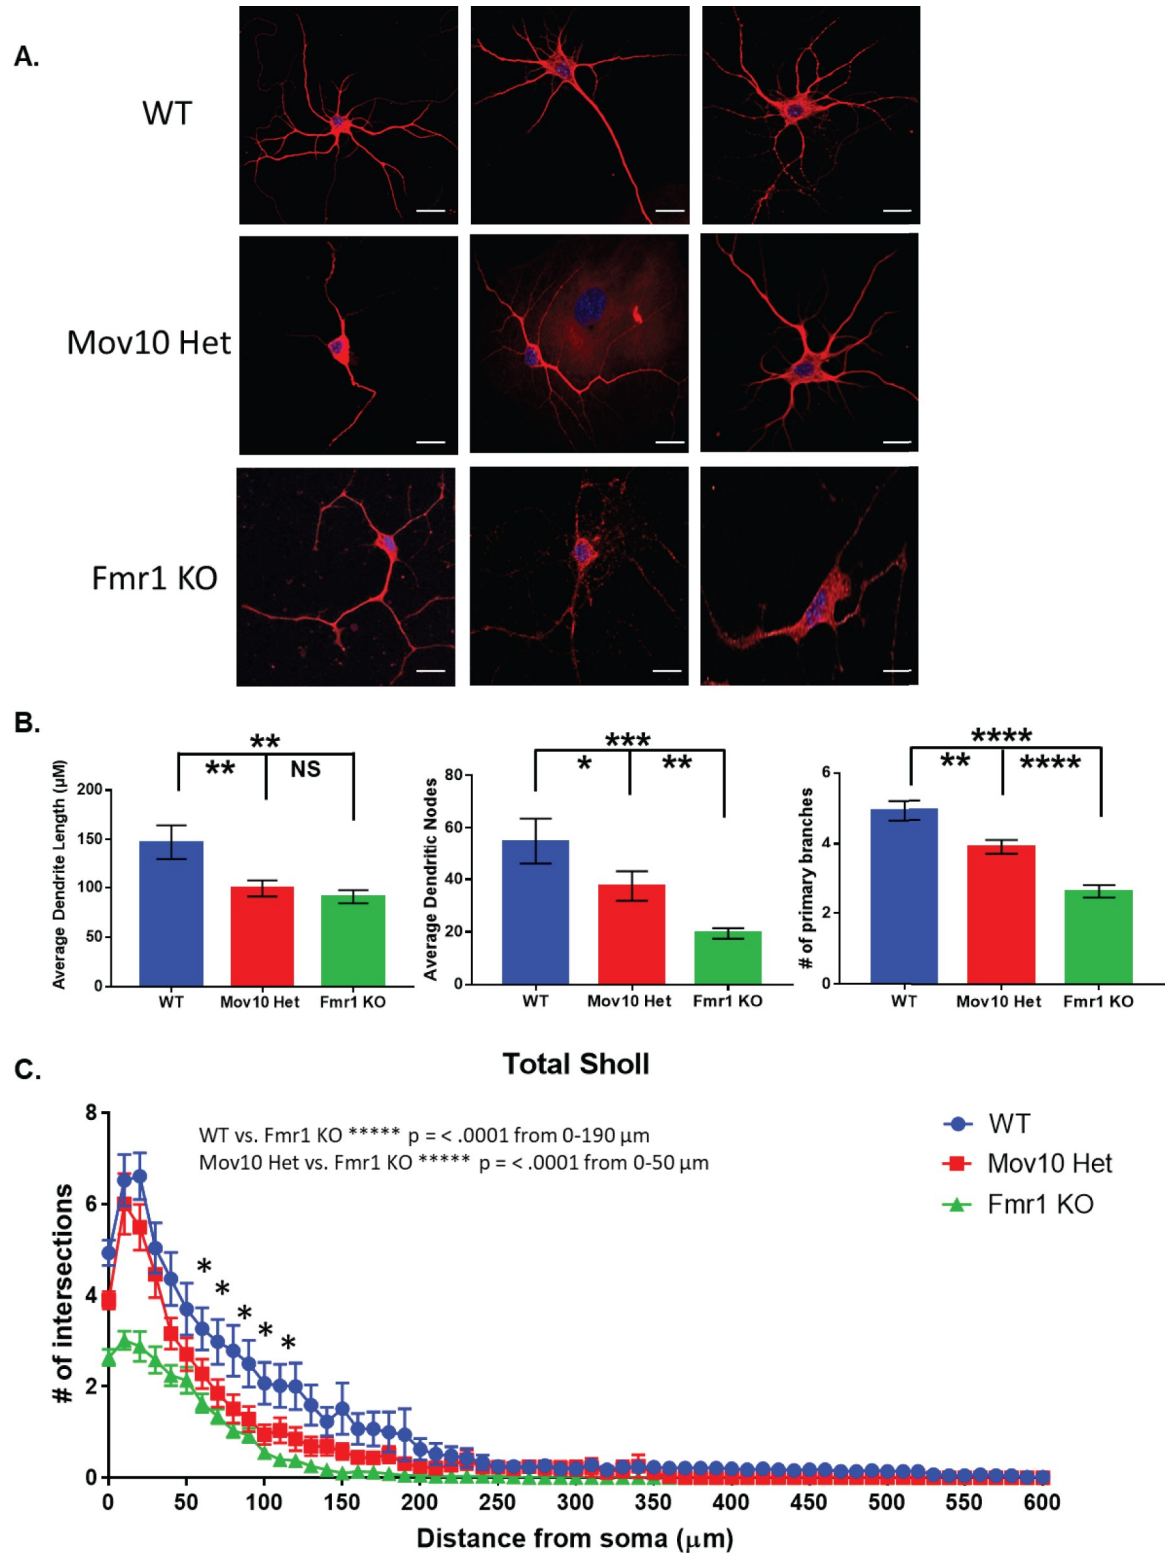 A.
WT
Mov10 Het
Fmr1 KO
B.
**
** NS
Average Dendrite Length (μM)
200
150
100
50
0
WT Mov10 Het Fmr1 KO
***
* **
Average Dendritic Nodes
80
60
40
20
0
WT Mov10 Het Fmr1 KO
****
** ****
# of primary branches
6
4
2
0
WT Mov10 Het Fmr1 KO
C.
Total Sholl
WT vs. Fmr1 KO ***** p = < .0001 from 0-190 μm
Mov10 Het vs. Fmr1 KO ***** p = < .0001 from 0-50 μm
WT
Mov10 Het
Fmr1 KO
# of intersections
8
6
4
2
0
* * * * *
0 50 100 150 200 250 300 350 400 450 500 550 600
Distance from soma (μm)